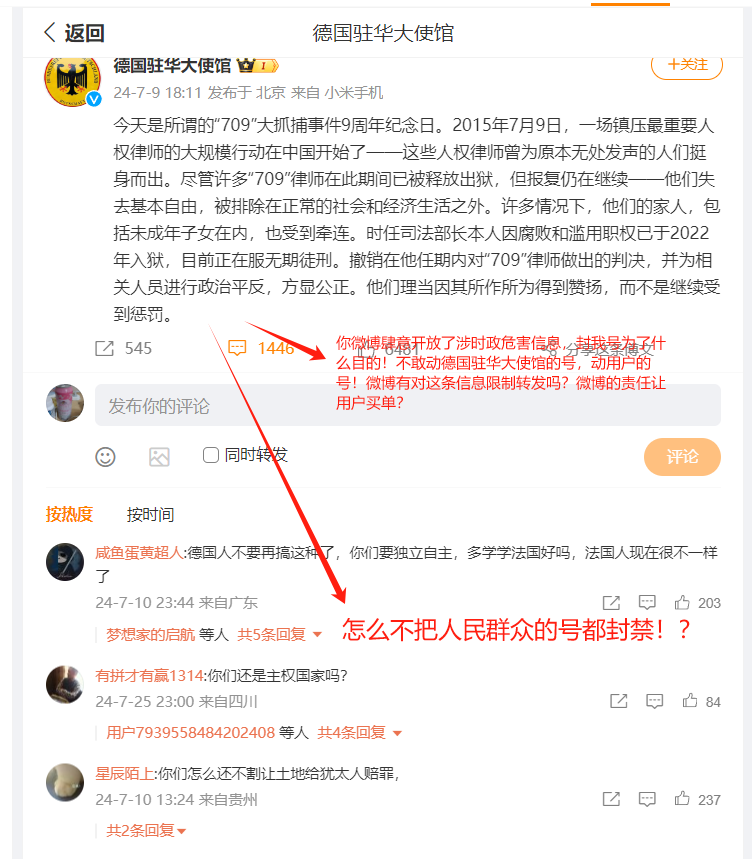 返回
德国驻华大使馆
德国驻华大使馆 1
+关注
24-7-9 18:11 发布于 北京 来自 小米手机
今天是所谓的“709”大抓捕事件9周年纪念日。2015年7月9日，一场镇压最重要人
权律师的大规模行动在中国开始了——这些人权律师曾为原本无处发声的人们挺
身而出。尽管许多“709”律师在此期间已被释放出狱，但报复仍在继续——他们失
去基本自由，被排除在正常的社会和经济生活之外。许多情况下，他们的家人，包
括未成年子女在内，也受到牵连。时任司法部长本人因腐败和滥用职权已于2022
年入狱，目前正在服无期徒刑。撤销在他任期内对“709”律师做出的判决，并为相
关人员进行政治平反，方显公正。他们理当因其所作所为得到赞扬，而不是继续受
到惩罚。
545
1446
6481
分享这条博文
你微博肆意开放了涉时政危害信息，封我号是为了什
么目的！不敢动德国驻华大使馆的号，动用户的
号！微博有对这条信息限制转发吗？微博的责任让
用户买单？
发布你的评论
同时转发
评论
按热度 按时间
咸鱼蛋黄超人:德国人不要再搞这种了，你们要独立自主，多学学法国好吗，法国人现在很不一样
了
24-7-10 23:44 来自广东
203
梦想家的启航 等人 共5条回复
怎么不把人民群众的号都封禁！？
有拼才有赢1314:你们还是主权国家吗?
24-7-25 23:00 来自四川
84
用户7939558484202408 等人 共4条回复
星辰陌上:你们怎么还不割让土地给犹太人赔罪，
24-7-10 13:24 来自贵州
237
共2条回复